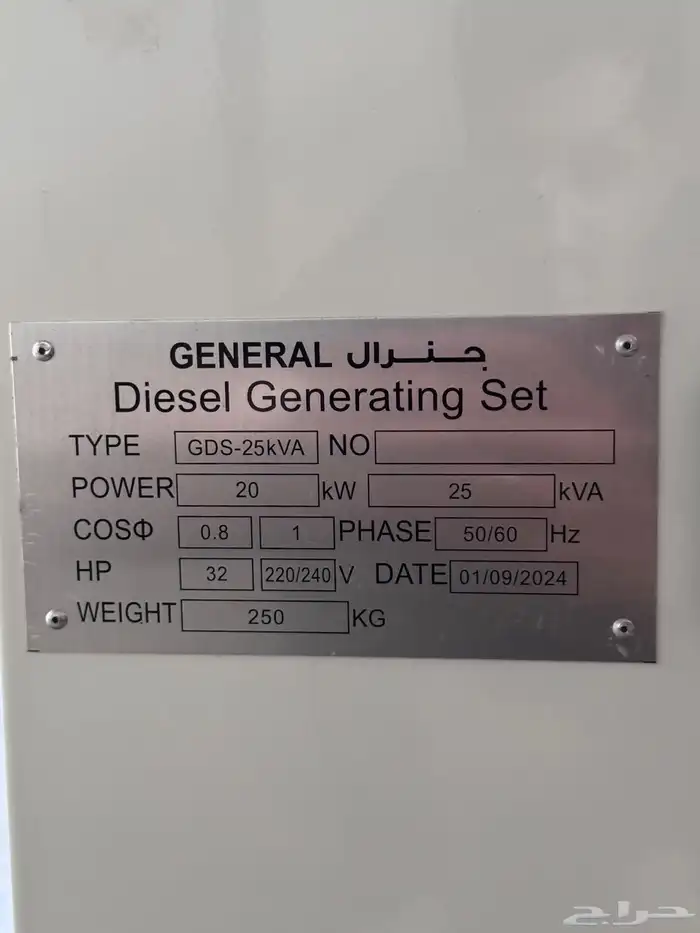 GENERAL جنرال
Diesel Generating Set
TYPE GDS-25kVA NO
POWER 20 kW 25 kVA
COSΦ 0.8 1 PHASE 50/60 Hz
HP 32 220/240 V DATE 01/09/2024
WEIGHT 250 KG
حراج